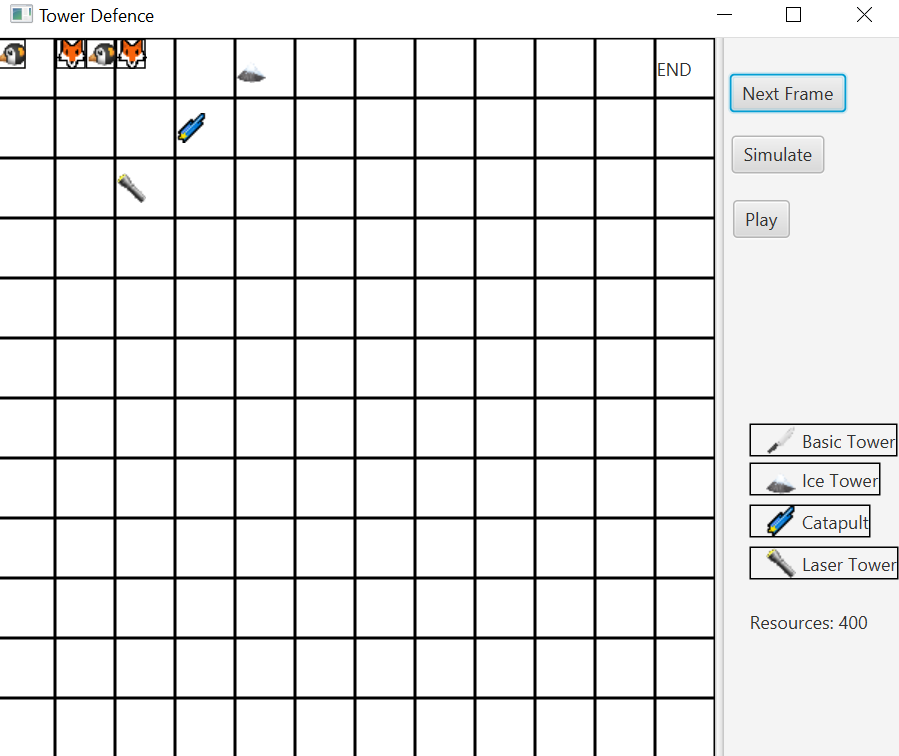 Tower Defence
END
Next Frame
Simulate
Play
Basic Tower
Ice Tower
Catapult
Laser Tower
Resources: 400